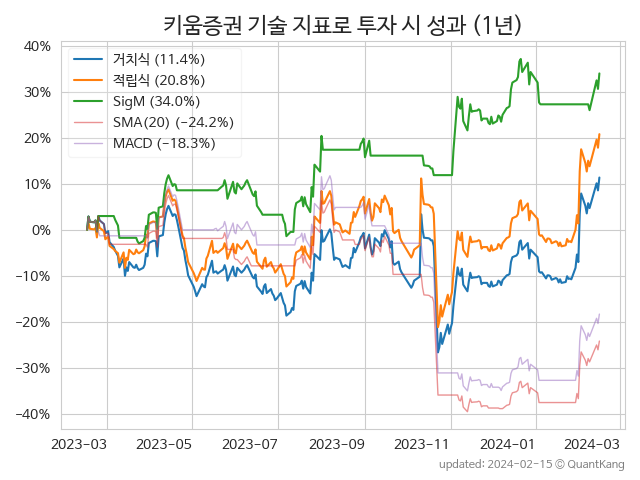 키움증권 기술 지표로 투자 시 성과 (1년)
40%
30%
20%
10%
0%
−10%
−20%
−30%
−40%
거치식 (11.4%)
적립식 (20.8%)
SigM (34.0%)
SMA(20) (−24.2%)
MACD (−18.3%)
2023-03 2023-05 2023-07 2023-09 2023-11 2024-01 2024-03
updated: 2024-02-15 © QuantKang